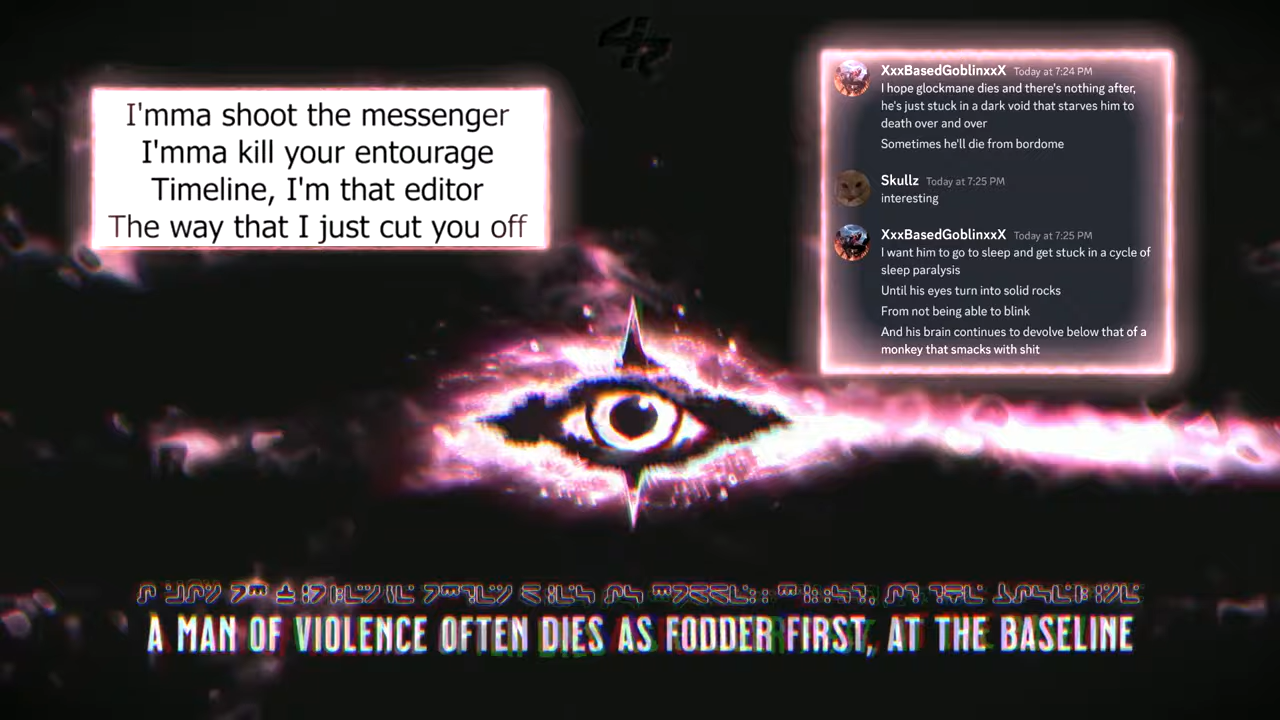 I'mma shoot the messenger
I'mma kill your entourage
Timeline, I'm that editor
The way that I just cut you off
XxxBasedGoblinxxX Today at 7:24 PM
I hope glockmane dies and there's nothing after,
he's just stuck in a dark void that starves him to
death over and over
Sometimes he'll die from bordome
Skullz Today at 7:25 PM
interesting
XxxBasedGoblinxxX Today at 7:25 PM
I want him to go to sleep and get stuck in a cycle of
sleep paralysis
Until his eyes turn into solid rocks
From not being able to blink
And his brain continues to devolve below that of a
monkey that smacks with shit
A MAN OF VIOLENCE OFTEN DIES AS FODDER FIRST, AT THE BASELINE